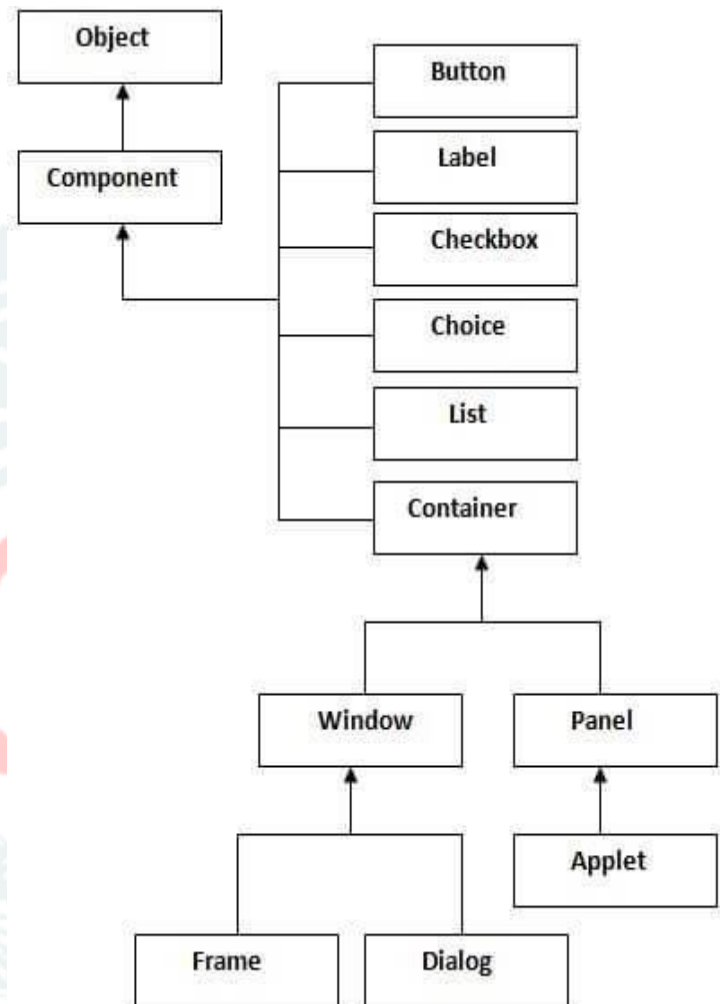 Object
Button
Label
Component
Checkbox
Choice
List
Container
Window
Panel
Applet
Frame
Dialog